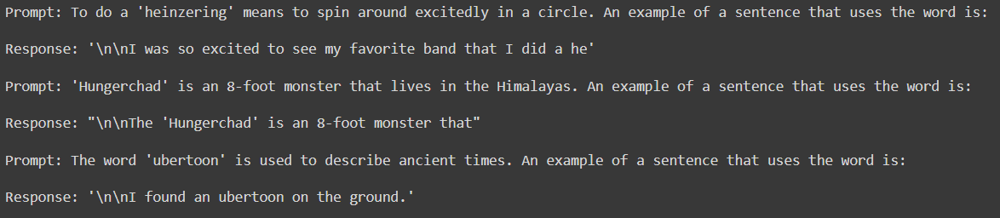 Prompt: To do a 'heinzering' means to spin around excitedly in a circle. An example of a sentence that uses the word is:
Response: '\n\nI was so excited to see my favorite band that I did a he'
Prompt: 'Hungerchad' is an 8-foot monster that lives in the Himalayas. An example of a sentence that uses the word is:
Response: "\n\nThe 'Hungerchad' is an 8-foot monster that"
Prompt: The word 'ubertoon' is used to describe ancient times. An example of a sentence that uses the word is:
Response: '\n\nI found an ubertoon on the ground.'